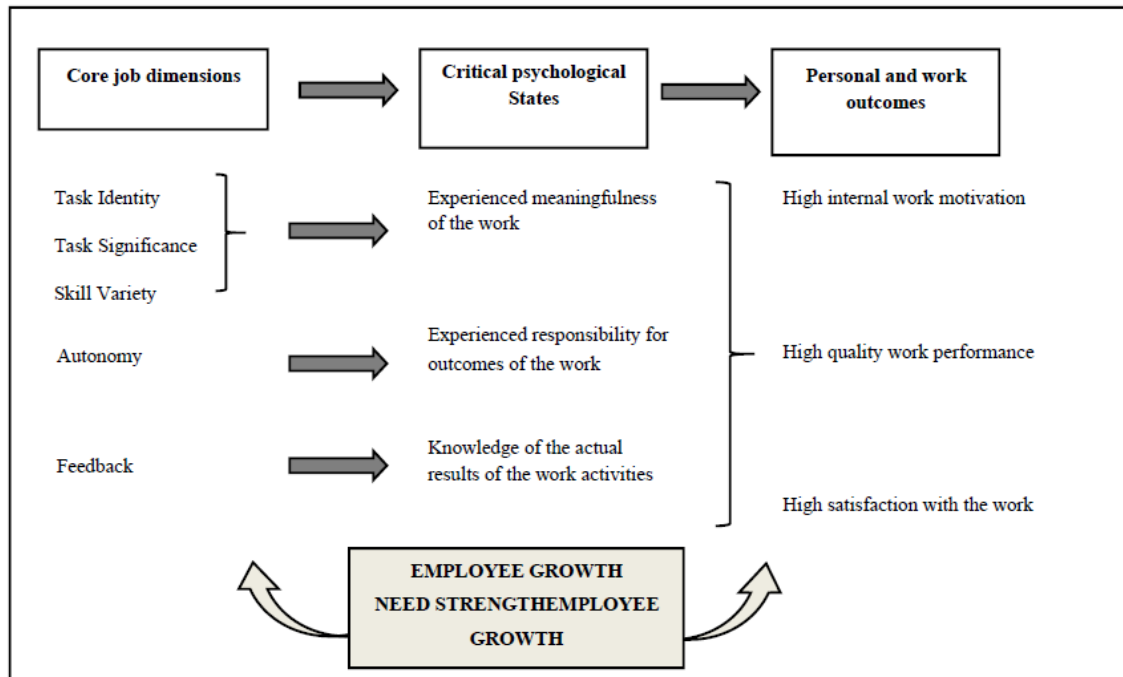 Core job dimensions
Critical psychological
States
Personal and work
outcomes
Task Identity
Task Significance
Skill Variety
Experienced meaningfulness
of the work
High internal work motivation
Autonomy
Experienced responsibility for
outcomes of the work
High quality work performance
Feedback
Knowledge of the actual
results of the work activities
High satisfaction with the work
EMPLOYEE GROWTH
NEED STRENGTHEMPLOYEE
GROWTH